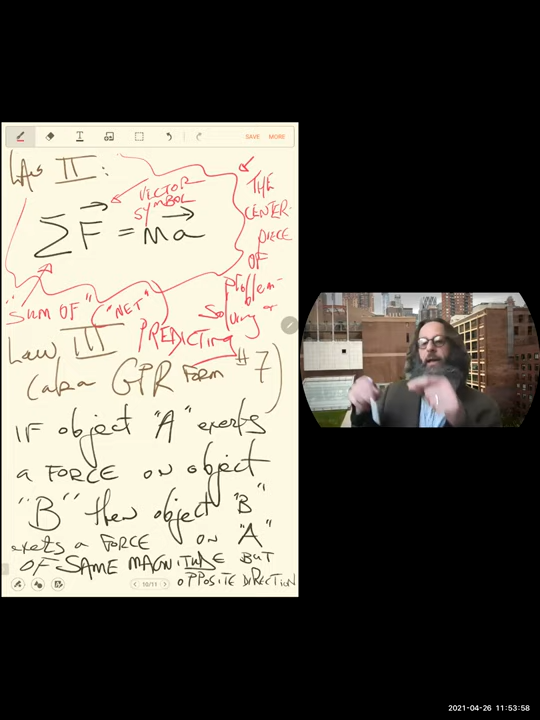 SAVE MORE
LAW II:
VECTOR
SYMBOL
ΣF⃗ = ma⃗
THE
CENTER-
PIECE
OF
Problem-
Solving +
PREDICTING
"SUM OF" ("NET")
Law III
(aka GPR FORM #7)
IF object "A" exerts
a FORCE ON object
"B" then object "B"
exerts a FORCE ON "A"
OF SAME MAGNITUDE BUT
OPPOSITE DIRECTION
10/11
2021-04-26 11:53:58